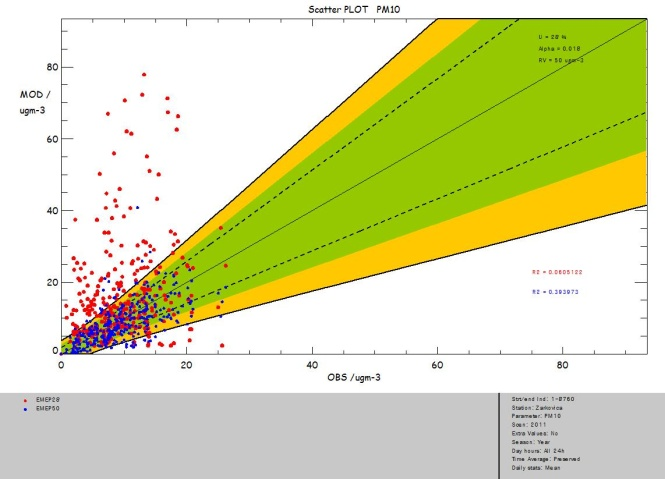 Scatter PLOT PM10
MOD /
ugm-3
80
60
40
20
0
0 20 40 60 80
OBS /ugm-3
U = 28 %
Alpha = 0.018
RV = 50 ugm-3
R2 = 0.0605122
R2 = 0.393973
EMEP28
EMEP50
Strt/end Ind: 1-8760
Station: Zarkovica
Parameter: PM10
Scen: 2011
Extra Values: No
Season: Year
Day hours: All 24h
Time Average: Preserved
Daily stats: Mean